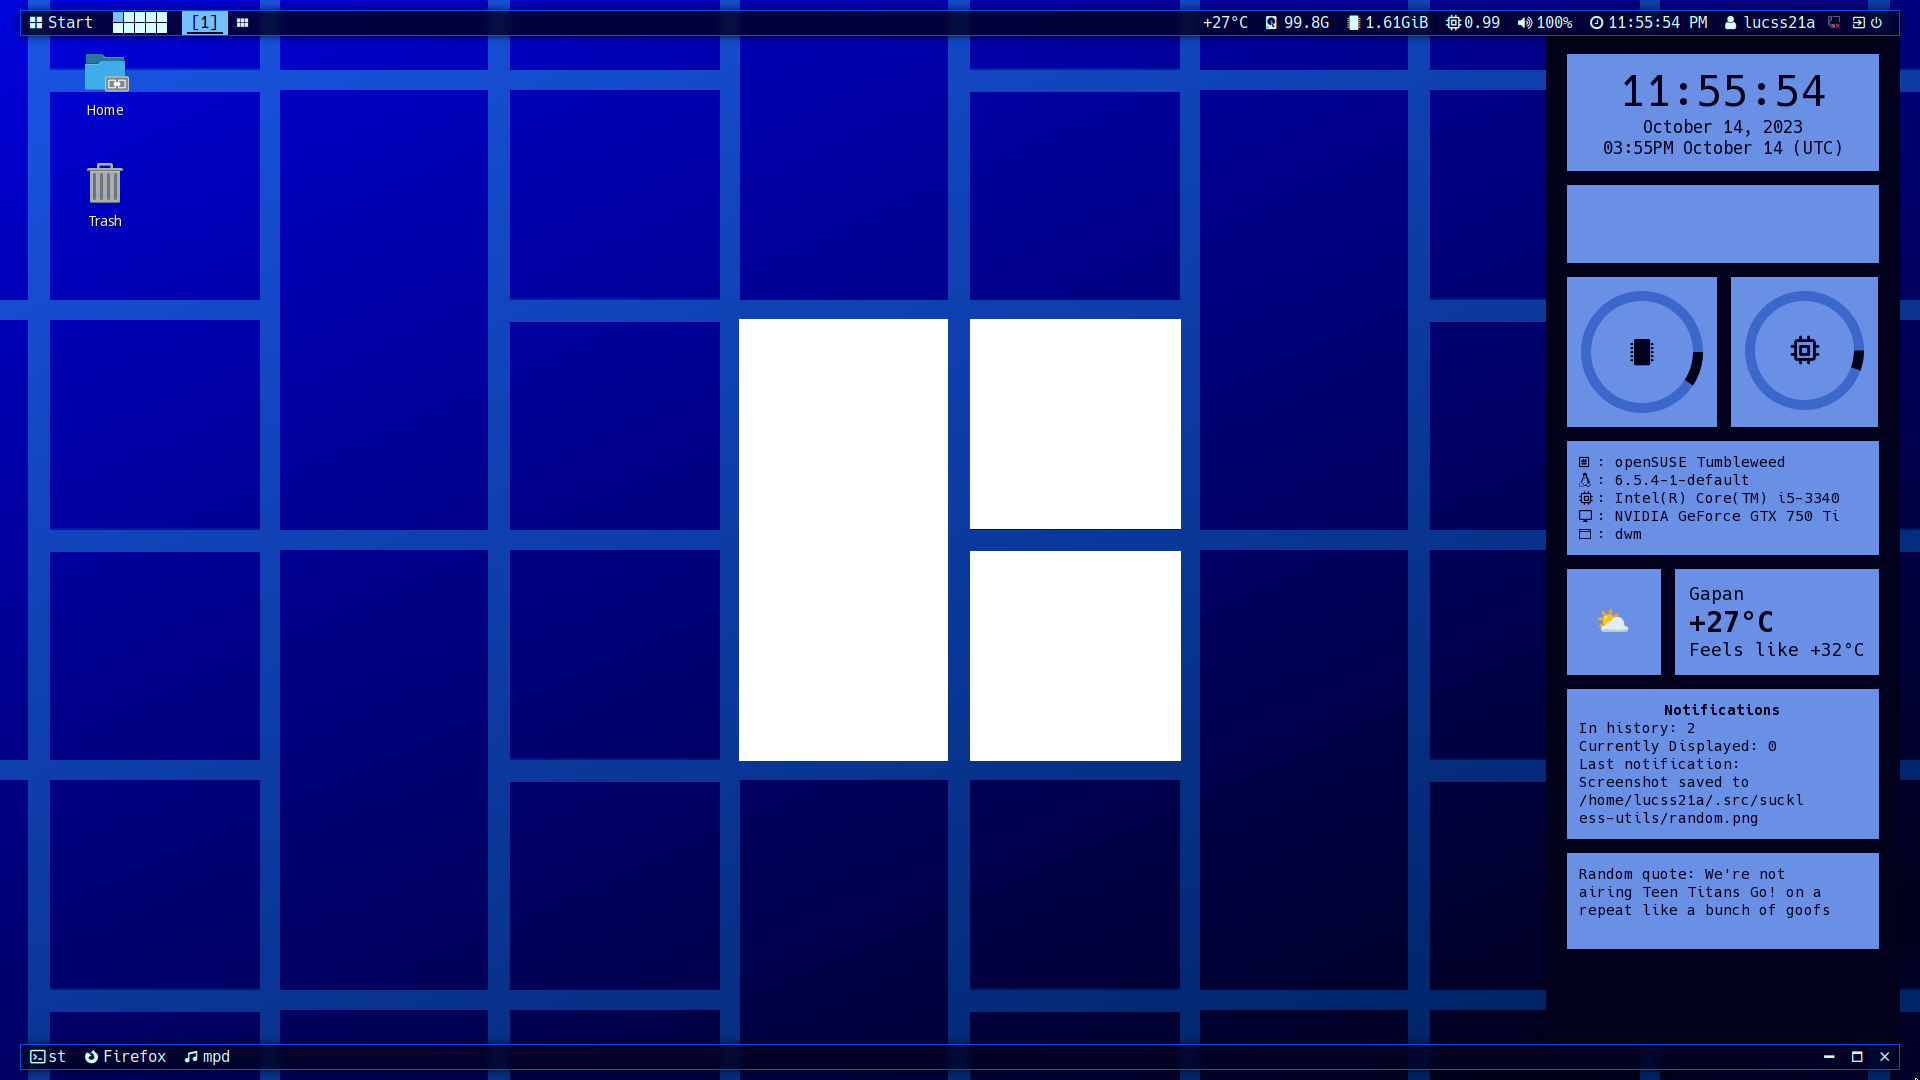 Start
[1]
+27°C
99.8G
1.61GiB
0.99
100%
11:55:54 PM
lucss21a
Home
Trash
11:55:54
October 14, 2023
03:55PM October 14 (UTC)
: openSUSE Tumbleweed
: 6.5.4-1-default
: Intel(R) Core(TM) i5-3340
: NVIDIA GeForce GTX 750 Ti
: dwm
Gapan
+27°C
Feels like +32°C
Notifications
In history: 2
Currently Displayed: 0
Last notification:
Screenshot saved to
/home/lucss21a/.src/suckl
ess-utils/random.png
Random quote: We're not
airing Teen Titans Go! on a
repeat like a bunch of goofs
st
Firefox
mpd